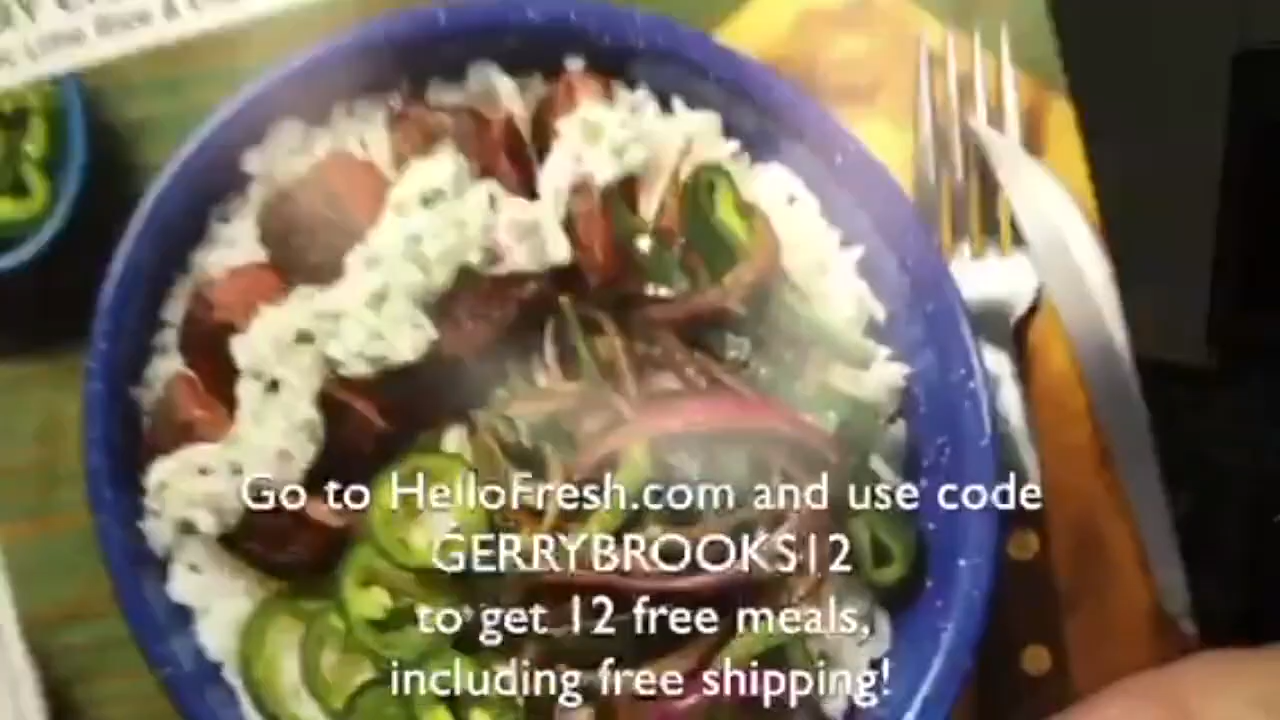 Go to HelloFresh.com and use code
GERRYBROOKS12
to get 12 free meals,
including free shipping!